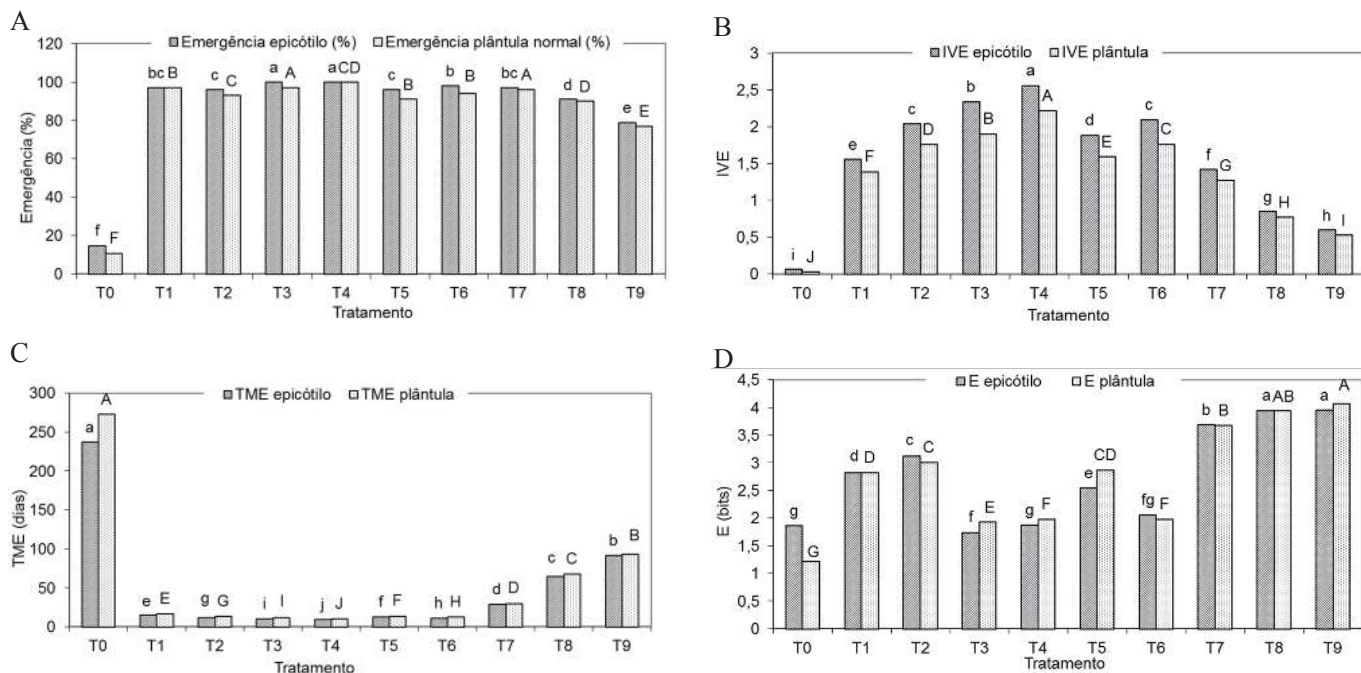 A
Emergência epicótilo (%) Emergência plântula normal (%)
Emergência (%)
120
100
80
60
40
20
0
f F bc B c C a A a CD c B b B bc A d D e E
T0 T1 T2 T3 T4 T5 T6 T7 T8 T9
Tratamento
B
IVE epicótilo IVE plântula
IVE
3
2,5
2
1,5
1
0,5
0
i J e F c D b B a A d E c C f G g H h I
T0 T1 T2 T3 T4 T5 T6 T7 T8 T9
Tratamento
C
TME epicótilo TME plântula
TME (dias)
300
250
200
150
100
50
0
a A e E g G i I j J f F h H d D c C b B
T0 T1 T2 T3 T4 T5 T6 T7 T8 T9
Tratamento
D
E epicótilo E plântula
E (bits)
4,5
4
3,5
3
2,5
2
1,5
1
0,5
0
g G d D c C f E g F e CD fg F b B a AB a A
T0 T1 T2 T3 T4 T5 T6 T7 T8 T9
Tratamento